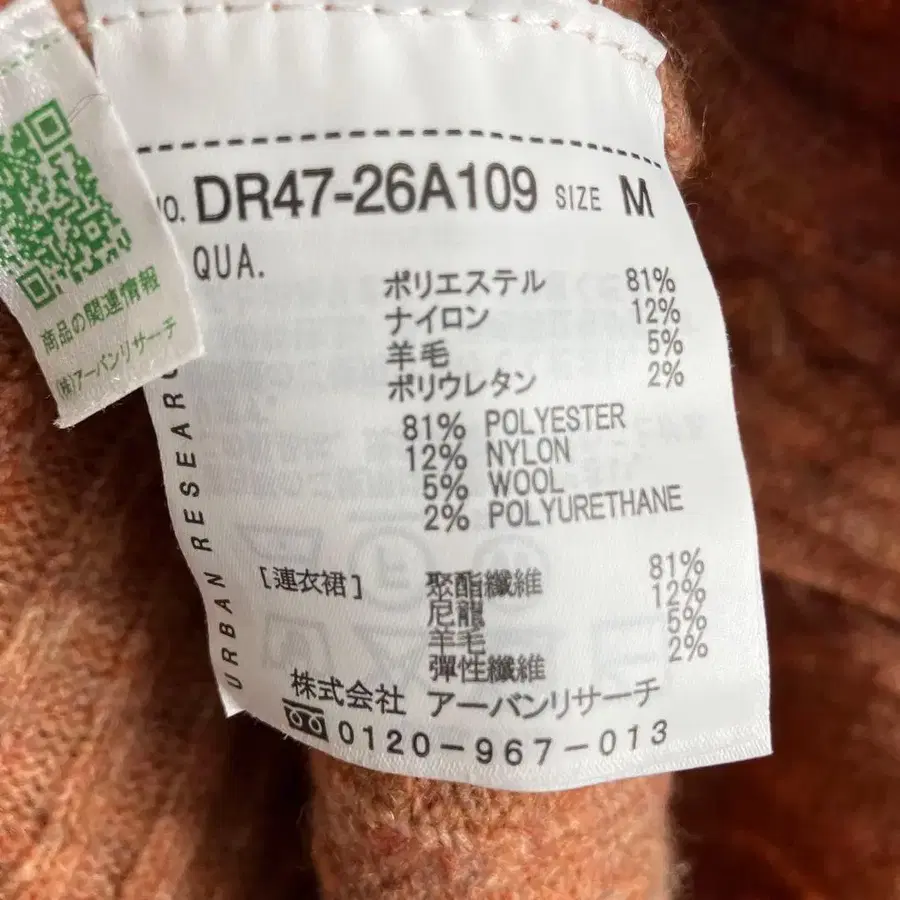 商品の関連情報
(株)アーバンリサーチ
NO. DR47-26A109 SIZE M
QUA.
ポリエステル 81%
ナイロン 12%
羊毛 5%
ポリウレタン 2%
81% POLYESTER
12% NYLON
5% WOOL
2% POLYURETHANE
[連衣裙] 聚酯纖維 81%
尼龍 12%
羊毛 5%
彈性纖維 2%
株式会社 アーバンリサーチ
0120-967-013
URBAN RESEARC